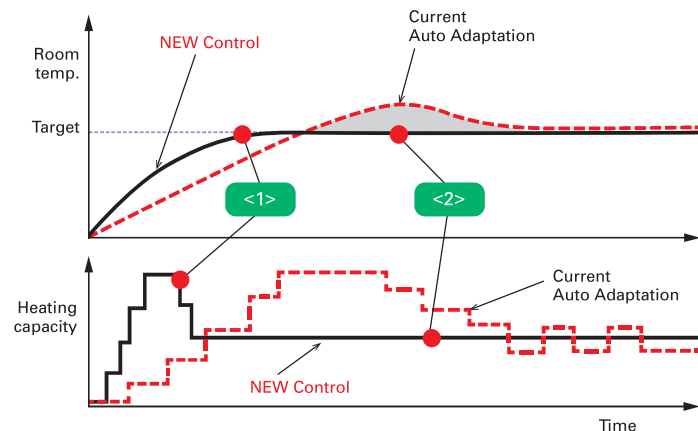 Current
Auto Adaptation
NEW Control
Room
temp.
Target
<1>
<2>
Current
Auto Adaptation
Heating
capacity
NEW Control
Time